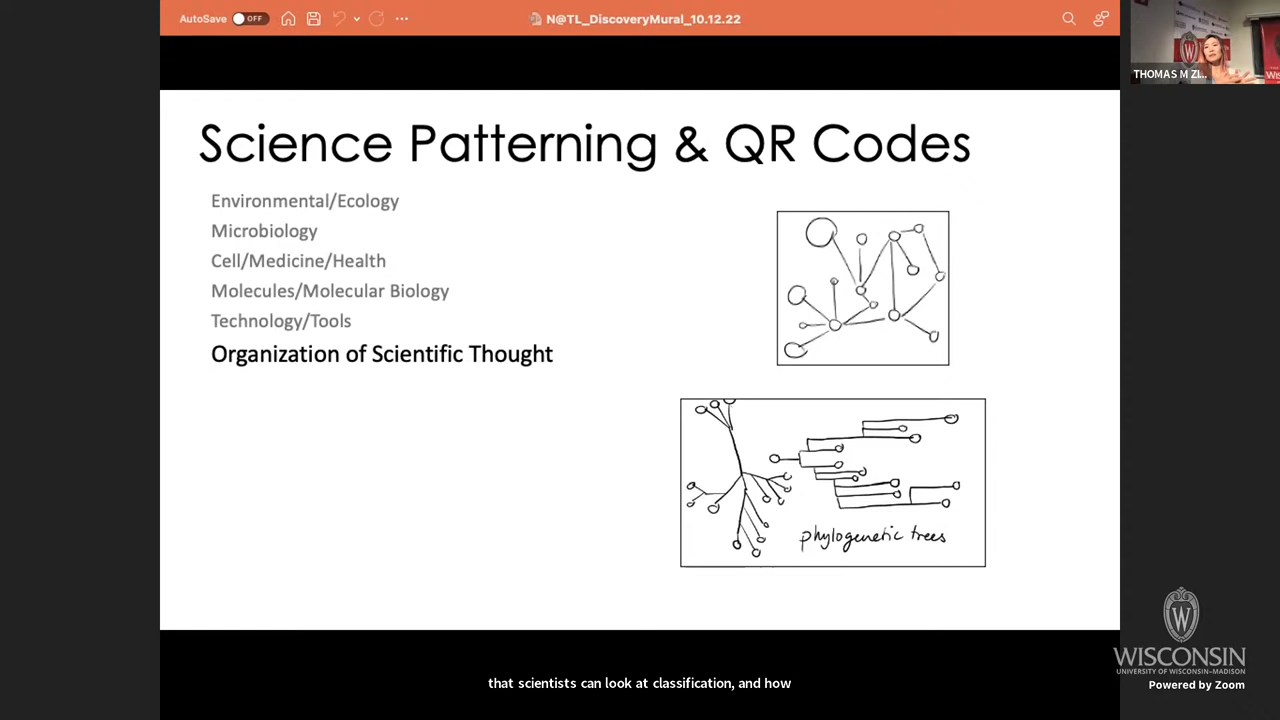 AutoSave OFF
N@TL_DiscoveryMural_10.12.22
THOMAS M ZI...
Wis
Science Patterning & QR Codes
Environmental/Ecology
Microbiology
Cell/Medicine/Health
Molecules/Molecular Biology
Technology/Tools
Organization of Scientific Thought
phylogenetic trees
that scientists can look at classification, and how
W
WISCONSIN
UNIVERSITY OF WISCONSIN–MADISON
Powered by Zoom